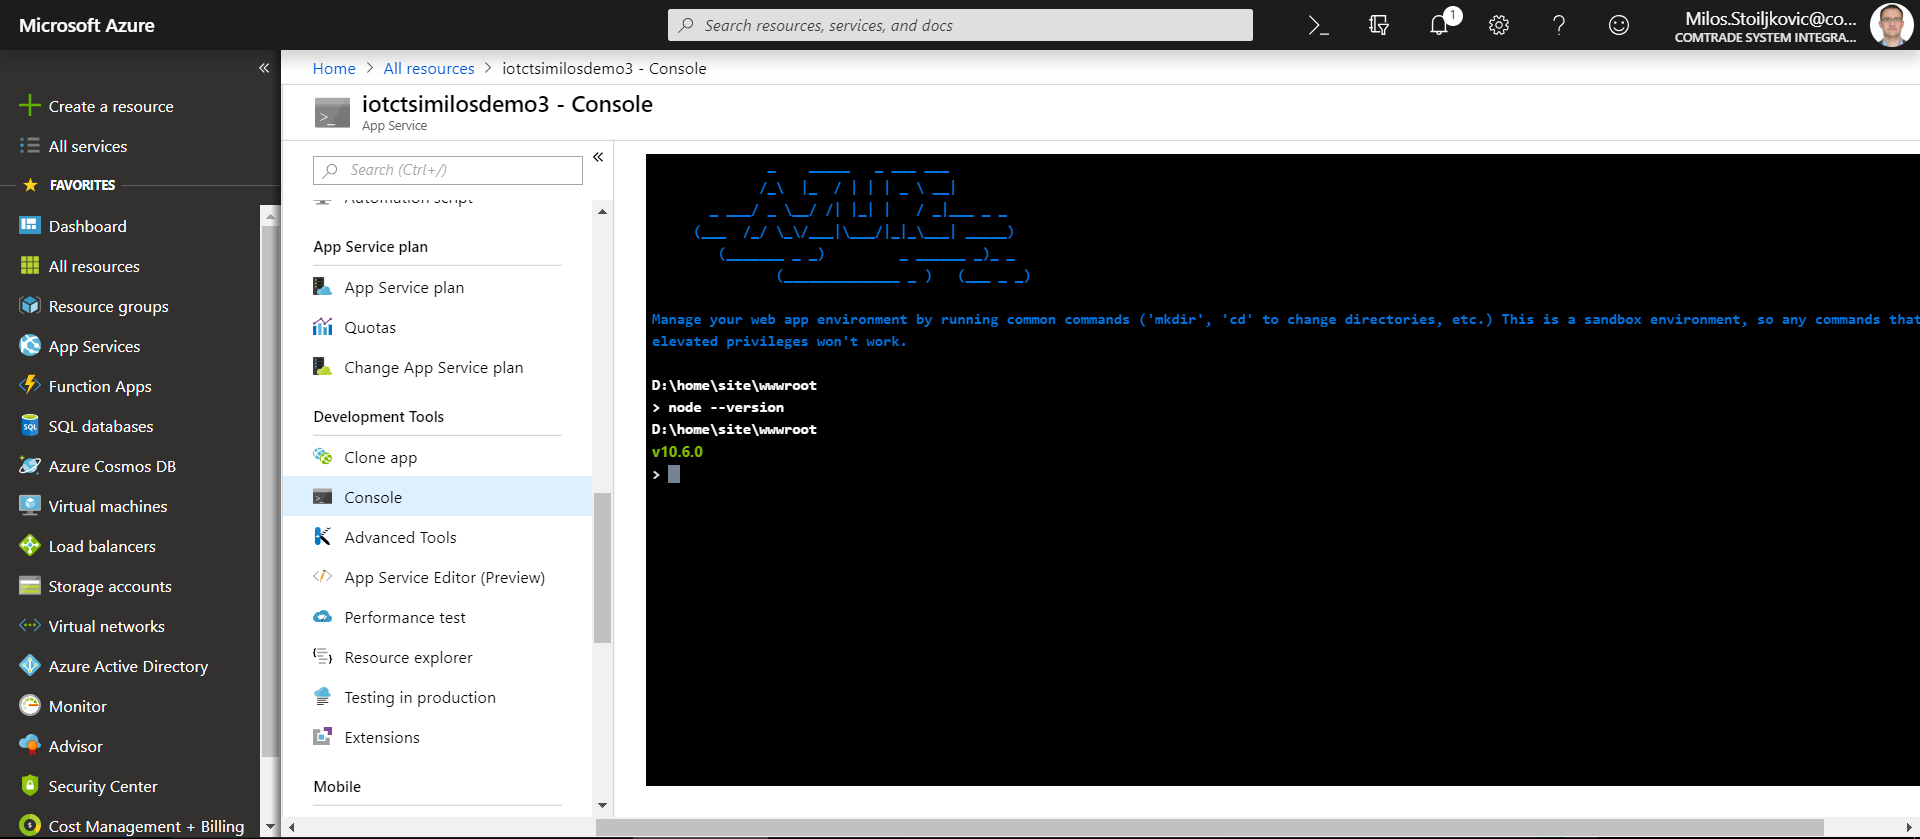 Microsoft Azure
Search resources, services, and docs
1
Milos.Stoiljkovic@co...
COMTRADE SYSTEM INTEGRA...
Create a resource
All services
FAVORITES
Dashboard
All resources
Resource groups
App Services
Function Apps
SQL databases
Azure Cosmos DB
Virtual machines
Load balancers
Storage accounts
Virtual networks
Azure Active Directory
Monitor
Advisor
Security Center
Cost Management + Billing
Home > All resources > iotctsimilosdemo3 - Console
iotctsimilosdemo3 - Console
App Service
Search (Ctrl+/)
Automation script
App Service plan
App Service plan
Quotas
Change App Service plan
Development Tools
Clone app
Console
Advanced Tools
App Service Editor (Preview)
Performance test
Resource explorer
Testing in production
Extensions
Mobile
AZURE
Manage your web app environment by running common commands ('mkdir', 'cd' to change directories, etc.) This is a sandbox environment, so any commands that
elevated privileges won't work.
D:\home\site\wwwroot
> node --version
D:\home\site\wwwroot
v10.6.0
>